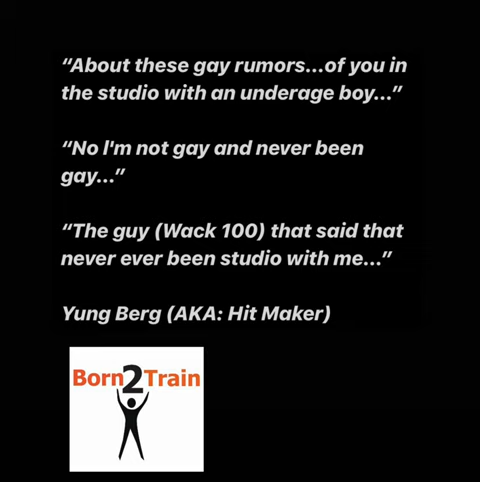 “About these gay rumors...of you in
the studio with an underage boy...”
“No I'm not gay and never been
gay...”
“The guy (Wack 100) that said that
never ever been studio with me...”
Yung Berg (AKA: Hit Maker)
Born2Train